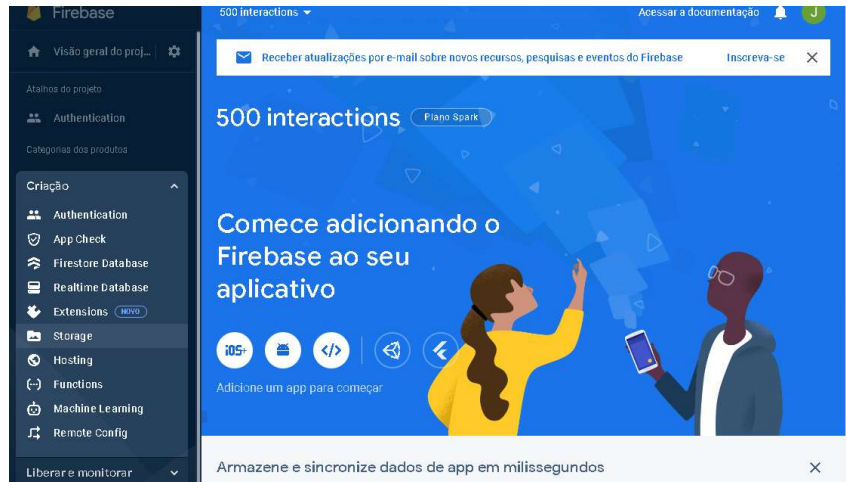 Firebase
500 interactions
Acessar a documentação
J
Visão geral do proj...
Receber atualizações por e-mail sobre novos recursos, pesquisas e eventos do Firebase
Inscreva-se
Atalhos do projeto
Authentication
Categorias dos produtos
500 interactions
Plano Spark
Criação
Authentication
App Check
Firestore Database
Realtime Database
Extensions
NOVO
Storage
Hosting
Functions
Machine Learning
Remote Config
Liberar e monitorar
Comece adicionando o
Firebase ao seu
aplicativo
iOS+
Adicione um app para começar
Armazene e sincronize dados de app em milissegundos